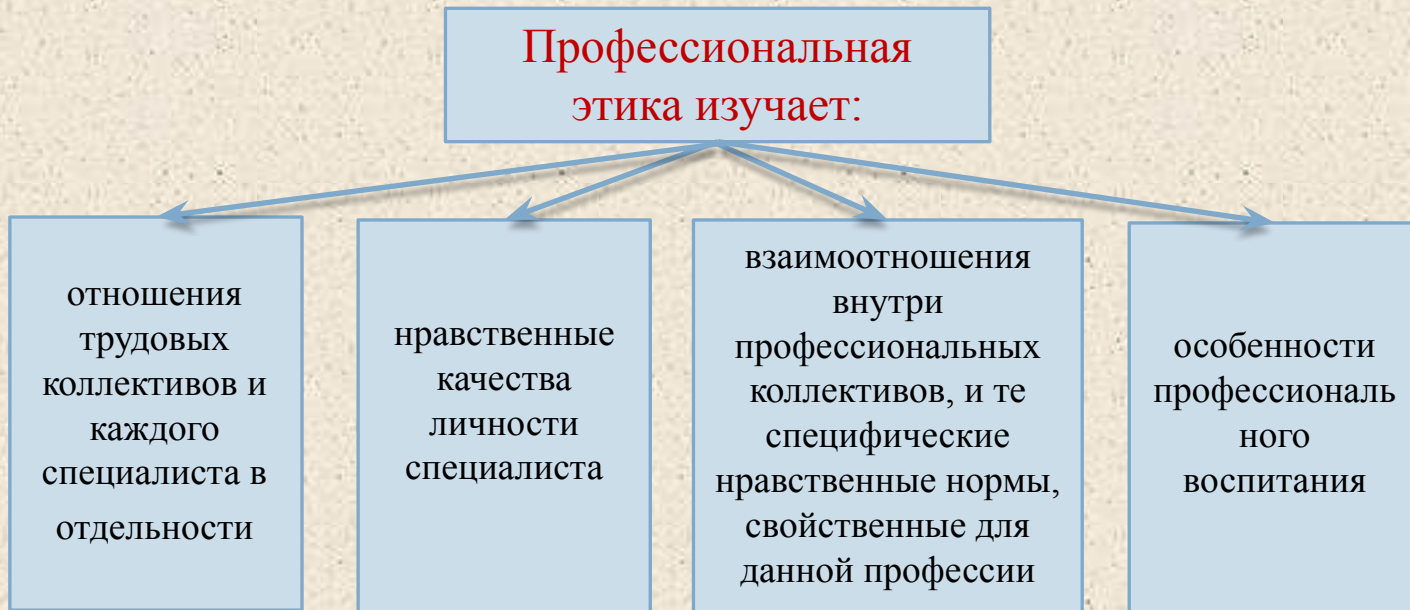 Профессиональная
этика изучает:
отношения
трудовых
коллективов и
каждого
специалиста в
отдельности
нравственные
качества
личности
специалиста
взаимоотношения
внутри
профессиональных
коллективов, и те
специфические
нравственные нормы,
свойственные для
данной профессии
особенности
профессиональ
ного
воспитания